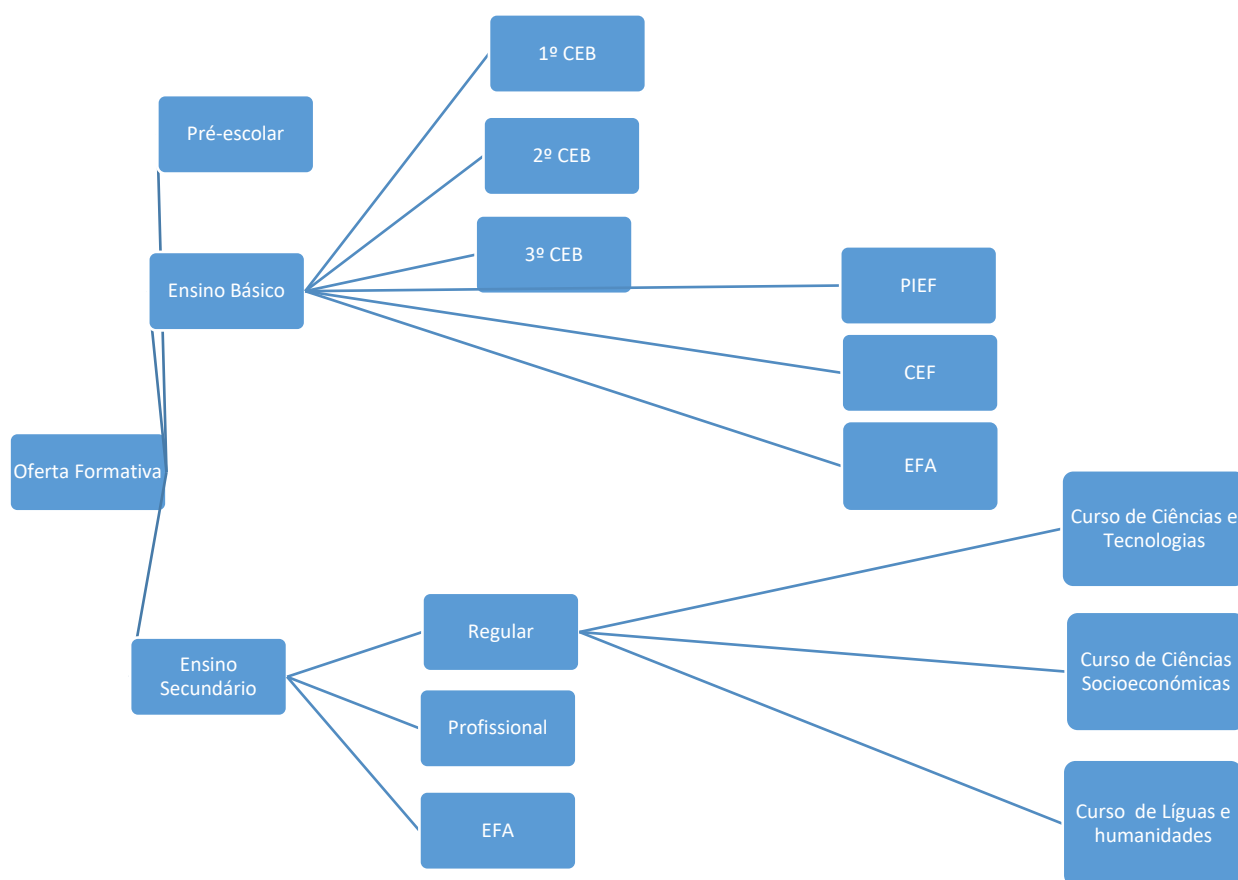 1º CEB
Pré-escolar
2º CEB
3º CEB
Ensino Básico
PIEF
CEF
EFA
Oferta Formativa
Curso de Ciências e
Tecnologias
Regular
Ensino
Secundário
Curso de Ciências
Socioeconómicas
Profissional
EFA
Curso de Líguas e
humanidades